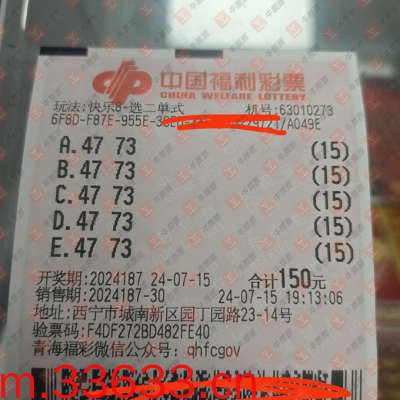 中国福利彩票
CHINA WELFARE LOTTERY
玩法:快乐8-选二单式 机号:63010273
6F8D-F87E-955E- /A049E
A.47 73 (15)
B.47 73 (15)
C.47 73 (15)
D.47 73 (15)
E.47 73 (15)
开奖期:2024187 24-07-15 合计150元
销售期:2024187-30 24-07-15 19:13:06
地址:西宁市城南新区园丁园路23-14号
验票码:F4DF272BD482FE40
青海福彩微信公众号: qhfcgov
m.33633.cn